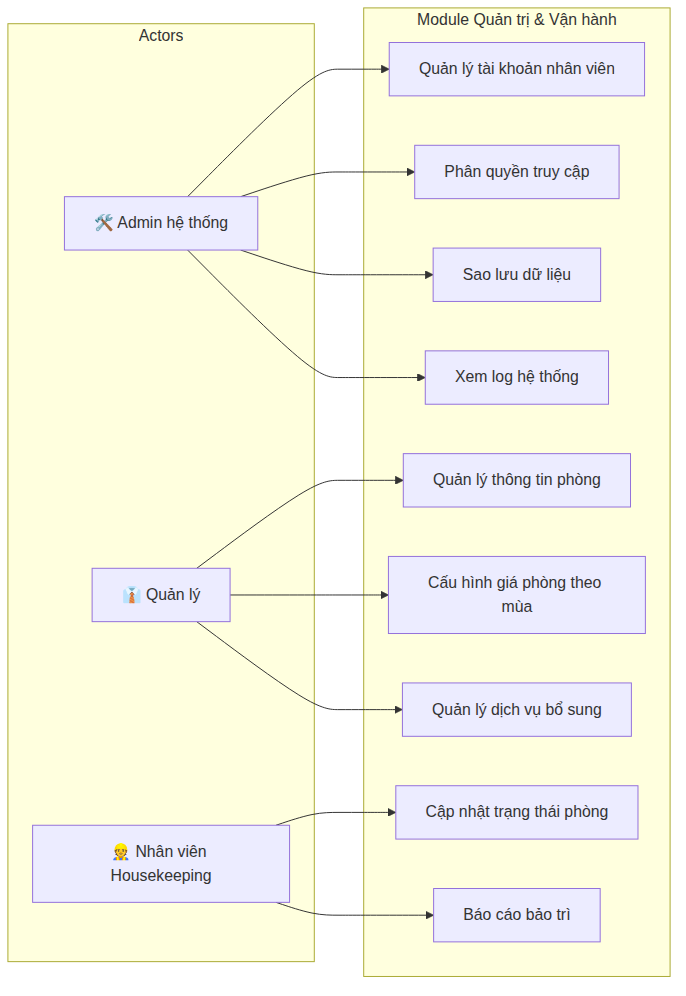 Actors
🛠️ Admin hệ thống
👔 Quản lý
👷 Nhân viên
Housekeeping
Module Quản trị & Vận hành
Quản lý tài khoản nhân viên
Phân quyền truy cập
Sao lưu dữ liệu
Xem log hệ thống
Quản lý thông tin phòng
Cấu hình giá phòng theo
mùa
Quản lý dịch vụ bổ sung
Cập nhật trạng thái phòng
Báo cáo bảo trì